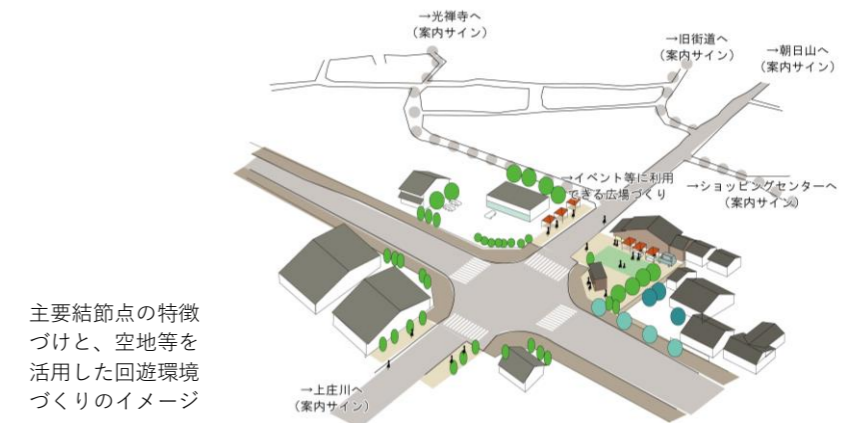 →光禅寺へ
（案内サイン）
→旧街道へ
（案内サイン）
→朝日山へ
（案内サイン）
→イベント等に利用
できる広場づくり
→ショッピングセンターへ
（案内サイン）
主要結節点の特徴
づけと、空地等を
活用した回遊環境
づくりのイメージ
→上庄川へ
（案内サイン）